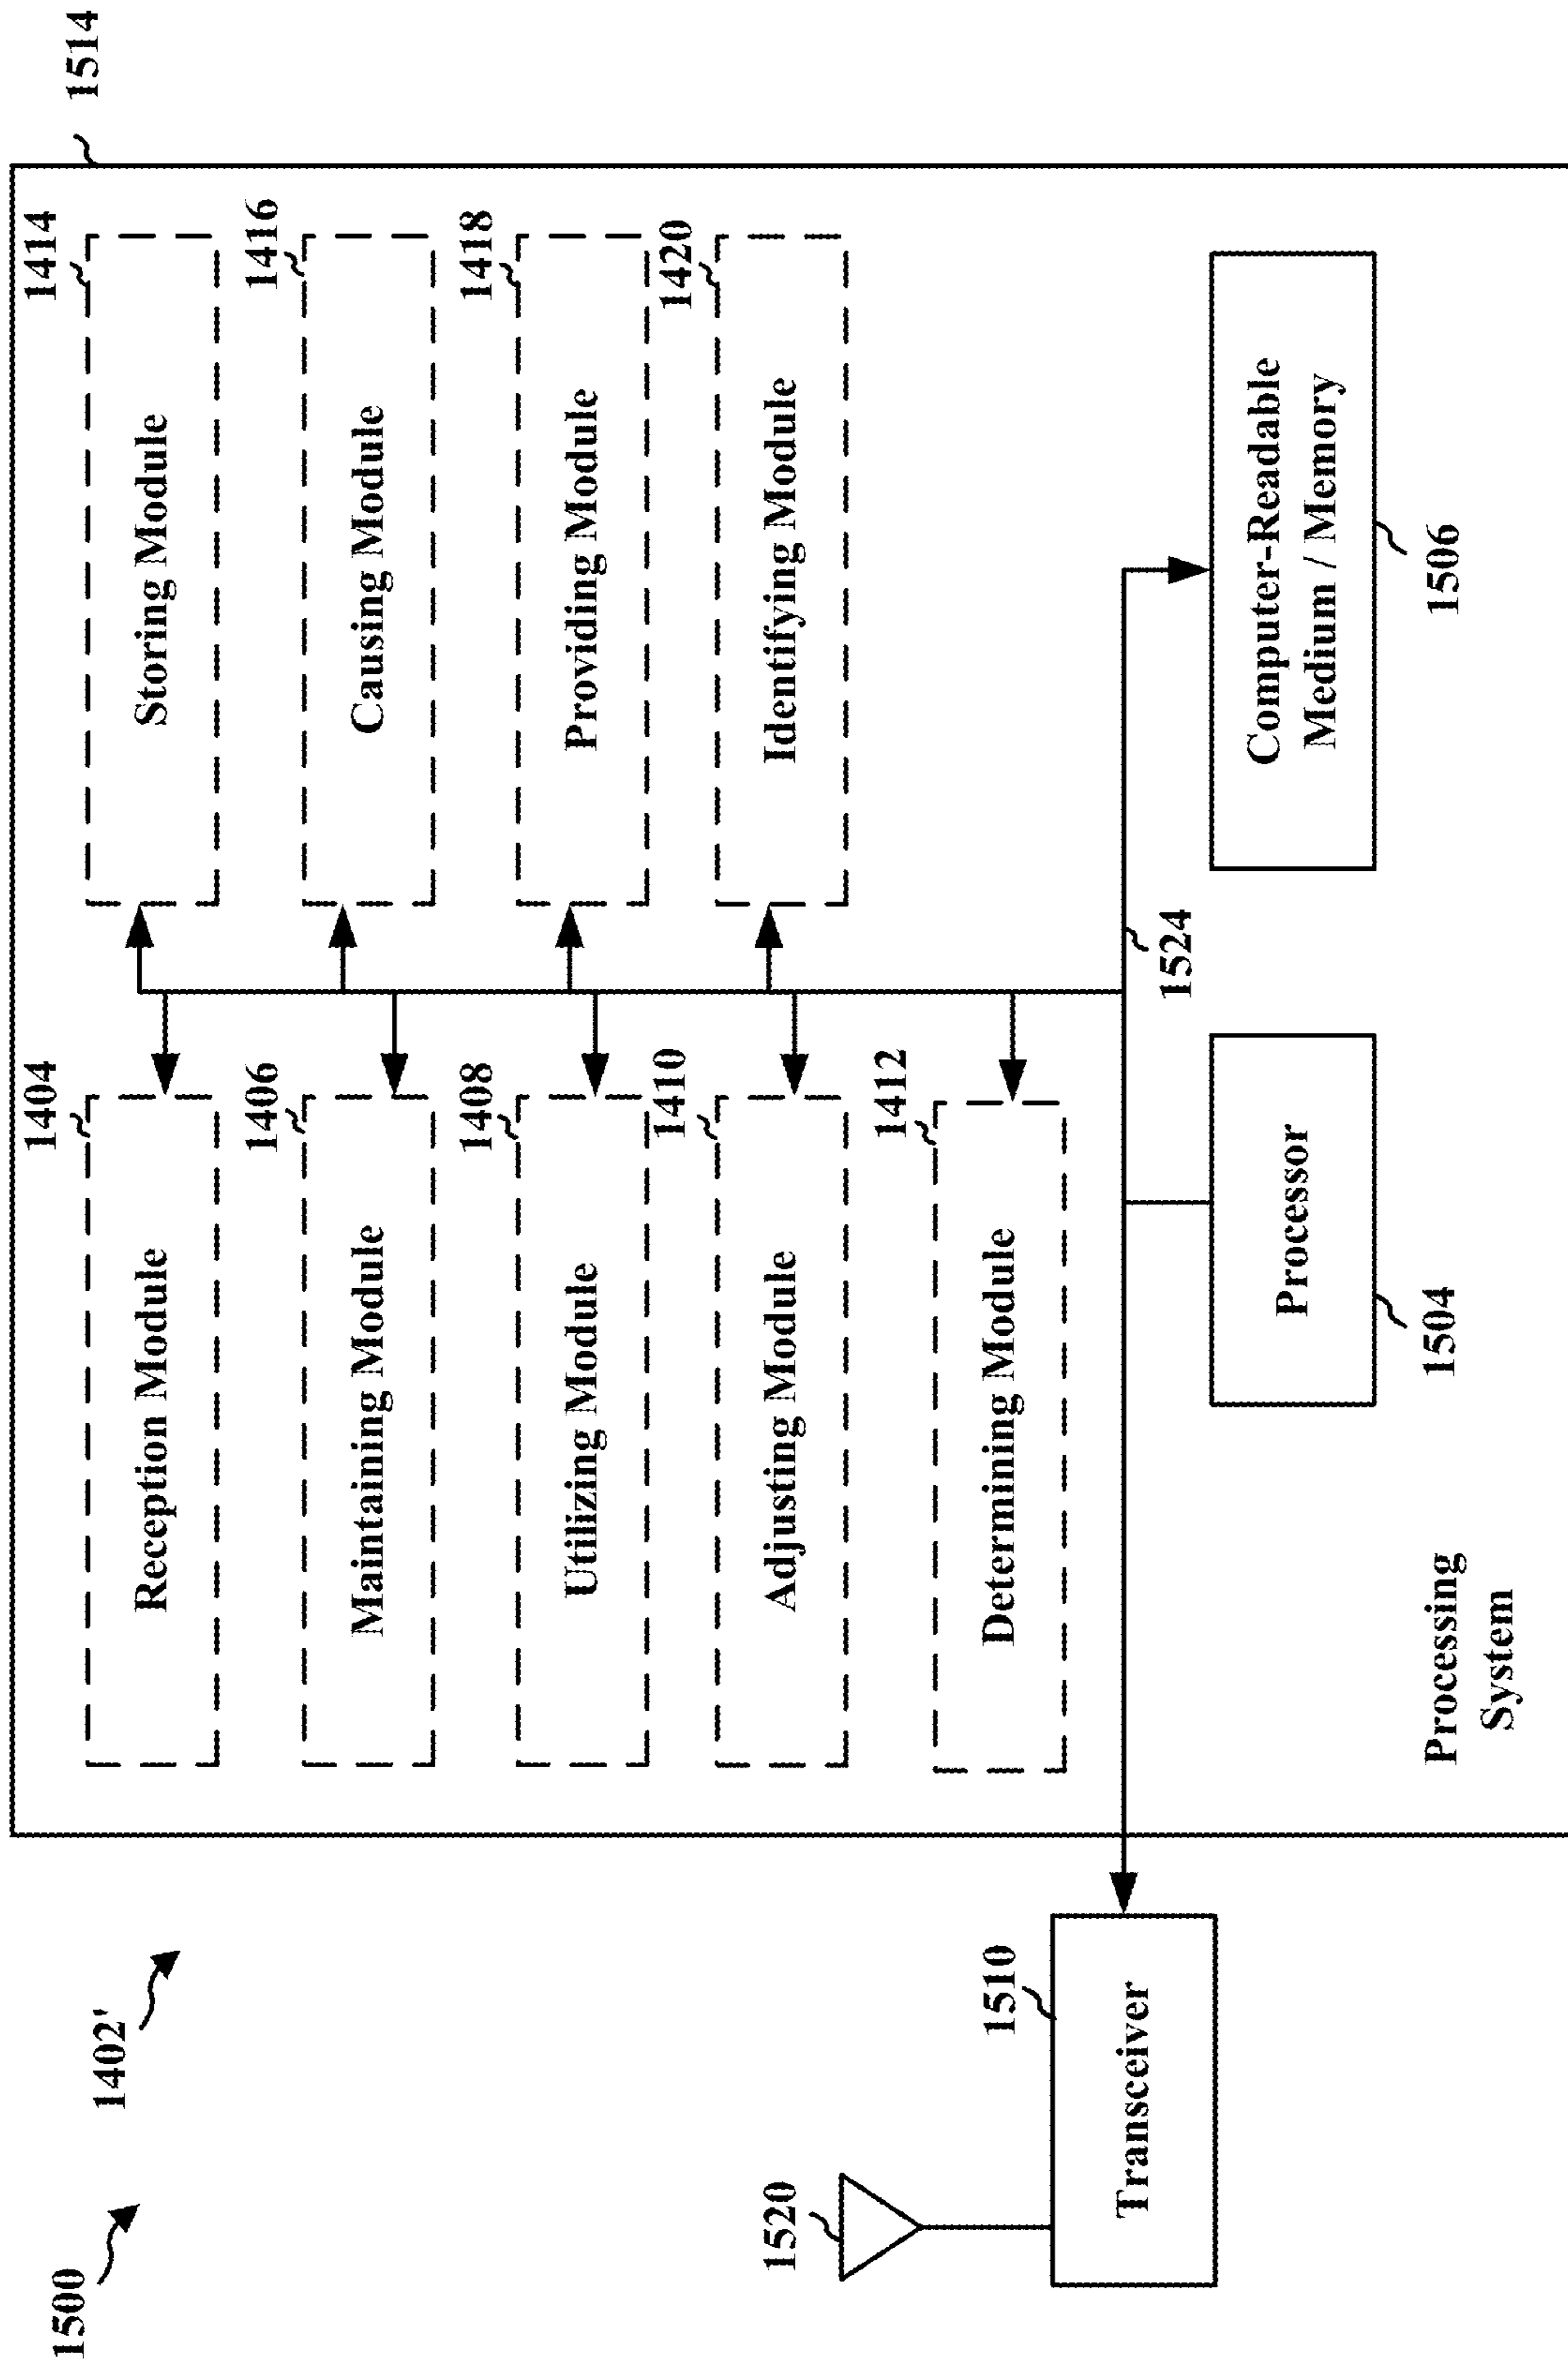 1500
1402'
1514
1404
Reception Module
1414
Storing Module
1406
Maintaining Module
1416
Causing Module
1408
Utilizing Module
1418
Providing Module
1410
Adjusting Module
1420
Identifying Module
1412
Determining Module
1520
1510
Transceiver
1524
Processor
1504
Computer-Readable
Medium / Memory
1506
Processing
System